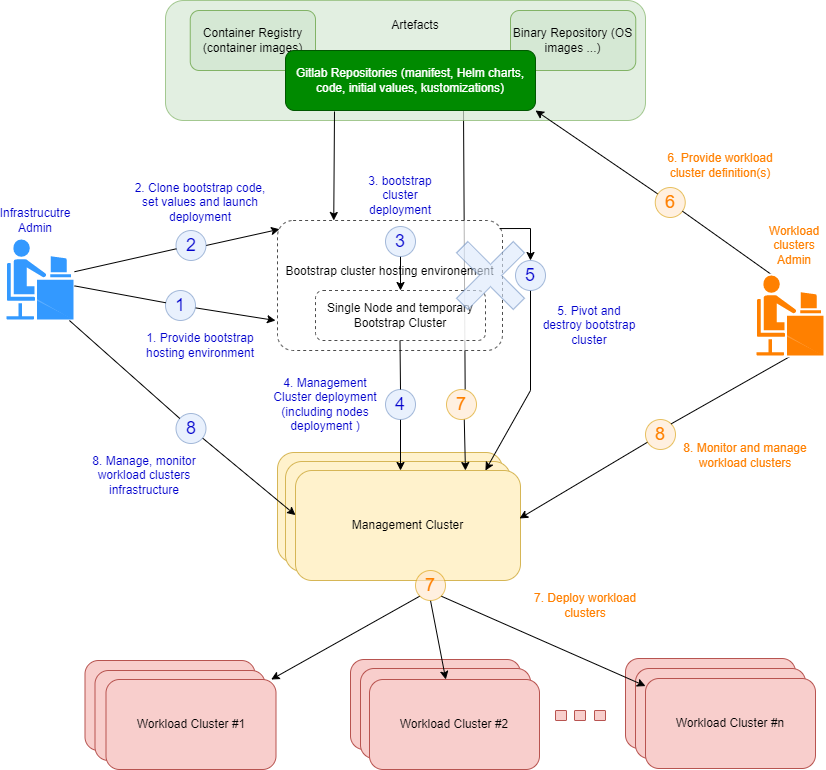 Artefacts
Container Registry
(container images)
Binary Repository (OS
images ...)
Gitlab Repositories (manifest, Helm charts,
code, initial values, kustomizations)
6. Provide workload
cluster definition(s)
6
2. Clone bootstrap code,
set values and launch
deployment
3. bootstrap
cluster
deployment
Infrastrucutre
Admin
Workload
clusters
Admin
2
3
Bootstrap cluster hosting environement
5
1
Single Node and temporary
Bootstrap Cluster
5. Pivot and
destroy bootstrap
cluster
1. Provide bootstrap
hosting environment
4. Management
Cluster deployment
(including nodes
deployment )
4
7
8
8
8. Manage, monitor
workload clusters
infrastructure
8. Monitor and manage
workload clusters
Management Cluster
7
7. Deploy workload
clusters
Workload Cluster #1
Workload Cluster #2
Workload Cluster #n